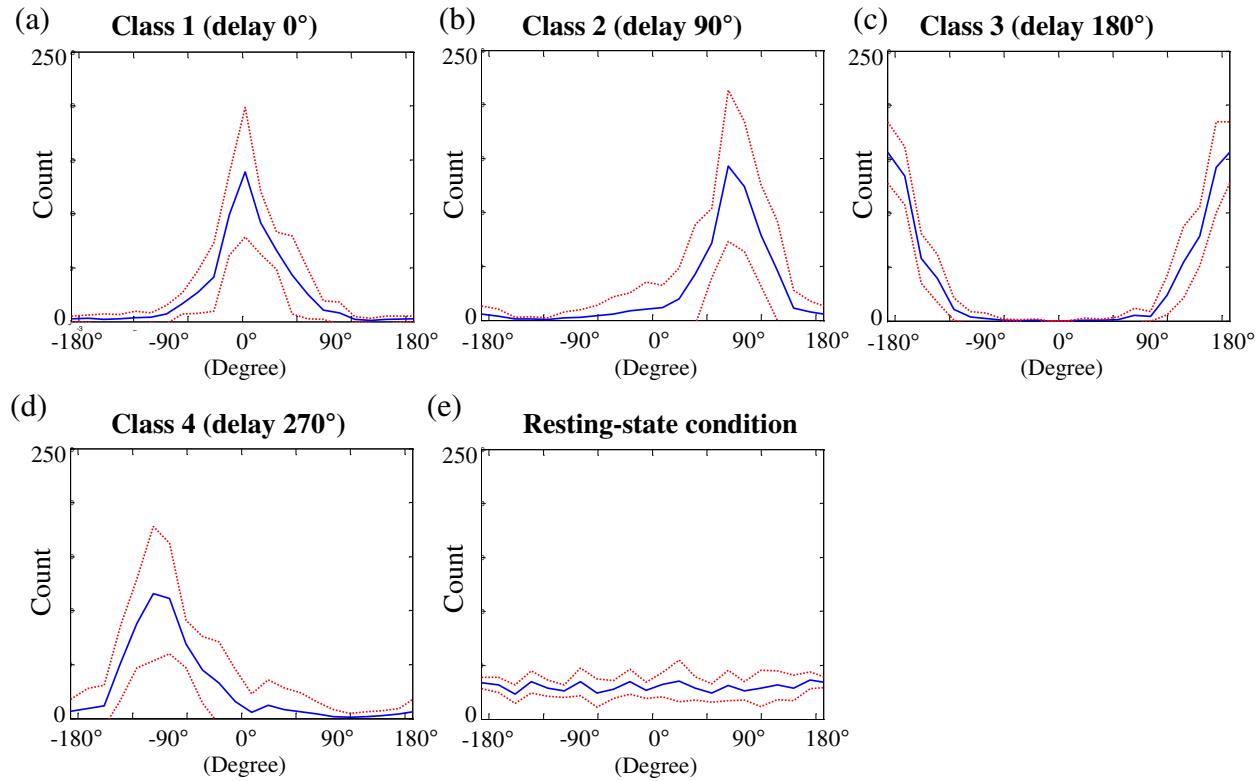 (a)
Class 1 (delay 0°)
250
Count
0
-180°
-90°
0°
90°
180°
(Degree)
(b)
Class 2 (delay 90°)
250
Count
0
-180°
-90°
0°
90°
180°
(Degree)
(c)
Class 3 (delay 180°)
250
Count
0
-180°
-90°
0°
90°
180°
(Degree)
(d)
Class 4 (delay 270°)
250
Count
0
-180°
-90°
0°
90°
180°
(Degree)
(e)
Resting-state condition
250
Count
0
-180°
-90°
0°
90°
180°
(Degree)